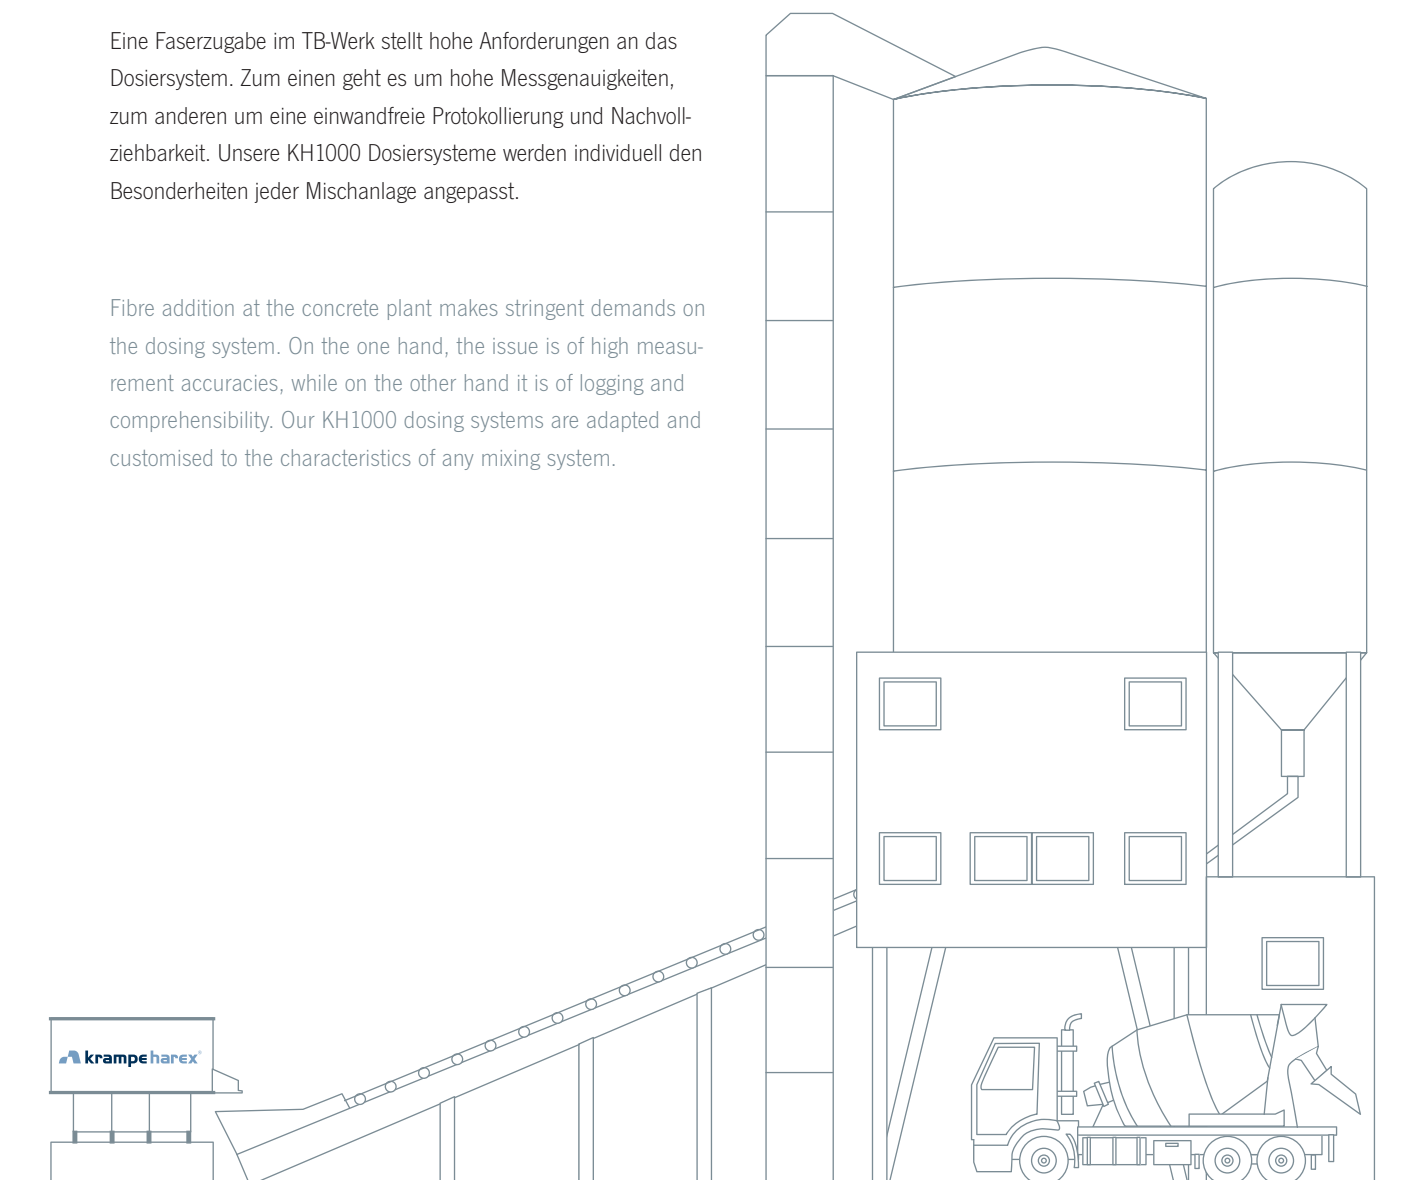 Eine Faserzugabe im TB-Werk stellt hohe Anforderungen an das
Dosiersystem. Zum einen geht es um hohe Messgenauigkeiten,
zum anderen um eine einwandfreie Protokollierung und Nachvoll-
ziehbarkeit. Unsere KH1000 Dosiersysteme werden individuell den
Besonderheiten jeder Mischanlage angepasst.
Fibre addition at the concrete plant makes stringent demands on
the dosing system. On the one hand, the issue is of high measu-
rement accuracies, while on the other hand it is of logging and
comprehensibility. Our KH1000 dosing systems are adapted and
customised to the characteristics of any mixing system.
krampeharex®